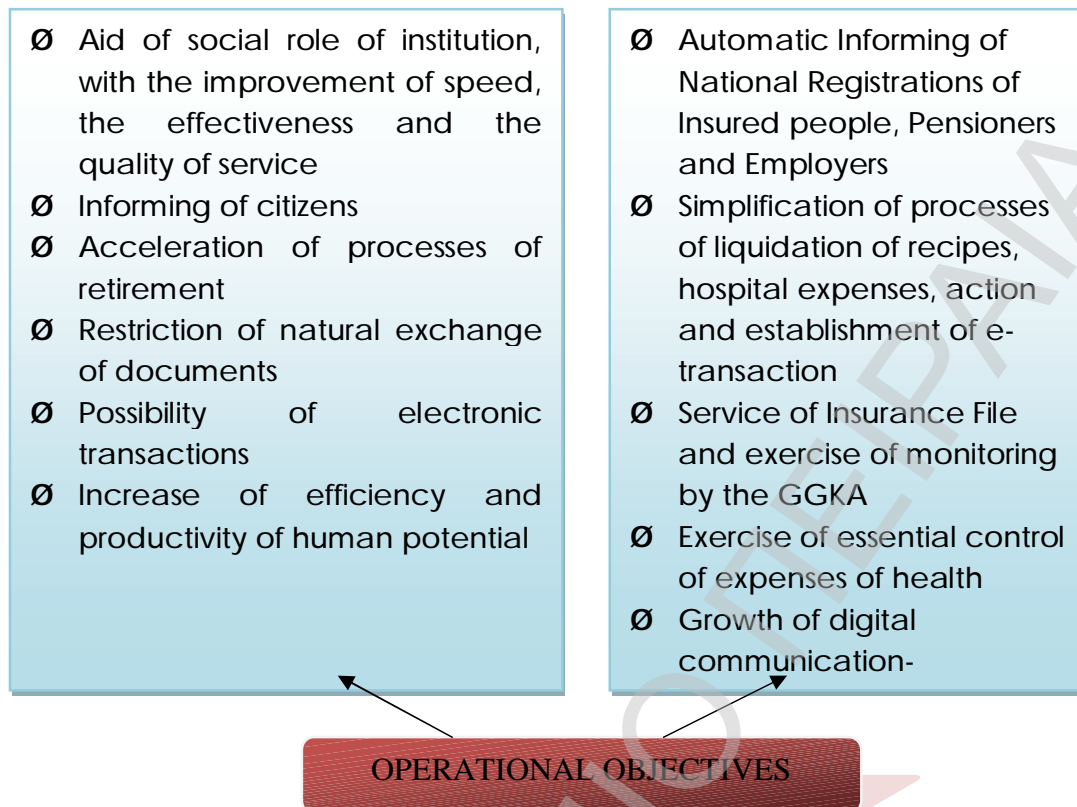 Ø Aid of social role of institution,
with the improvement of speed,
the effectiveness and the
quality of service
Ø Informing of citizens
Ø Acceleration of processes of
retirement
Ø Restriction of natural exchange
of documents
Ø Possibility of electronic
transactions
Ø Increase of efficiency and
productivity of human potential
Ø Automatic Informing of
National Registrations of
Insured people, Pensioners
and Employers
Ø Simplification of processes
of liquidation of recipes,
hospital expenses, action
and establishment of e-
transaction
Ø Service of Insurance File
and exercise of monitoring
by the GGKA
Ø Exercise of essential control
of expenses of health
Ø Growth of digital
communication-
OPERATIONAL OBJECTIVES